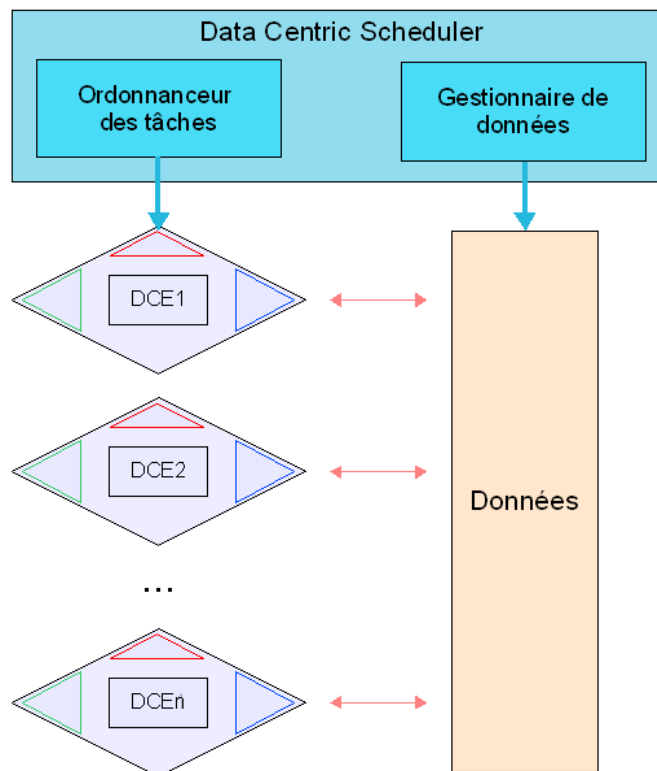 Data Centric Scheduler
Ordonnanceur
des tâches
Gestionnaire de
données
DCE1
DCE2
Données
...
DCEn